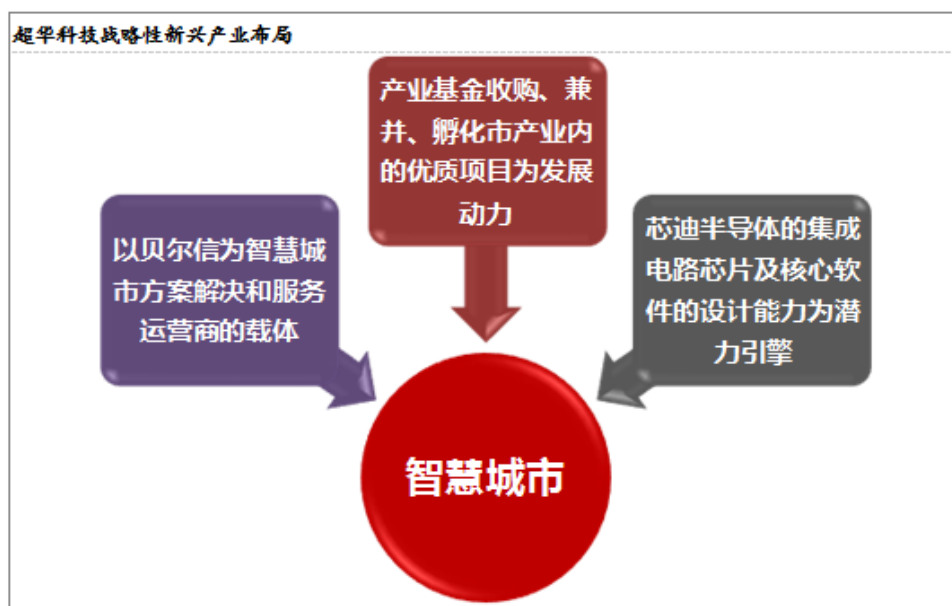 超华科技战略性新兴产业布局
产业基金收购、兼
并、孵化市产业内
的优质项目为发展
动力
以贝尔信为智慧城
市方案解决和服务
运营商的载体
芯迪半导体的集成
电路芯片及核心软
件的设计能力为潜
力引擎
智慧城市